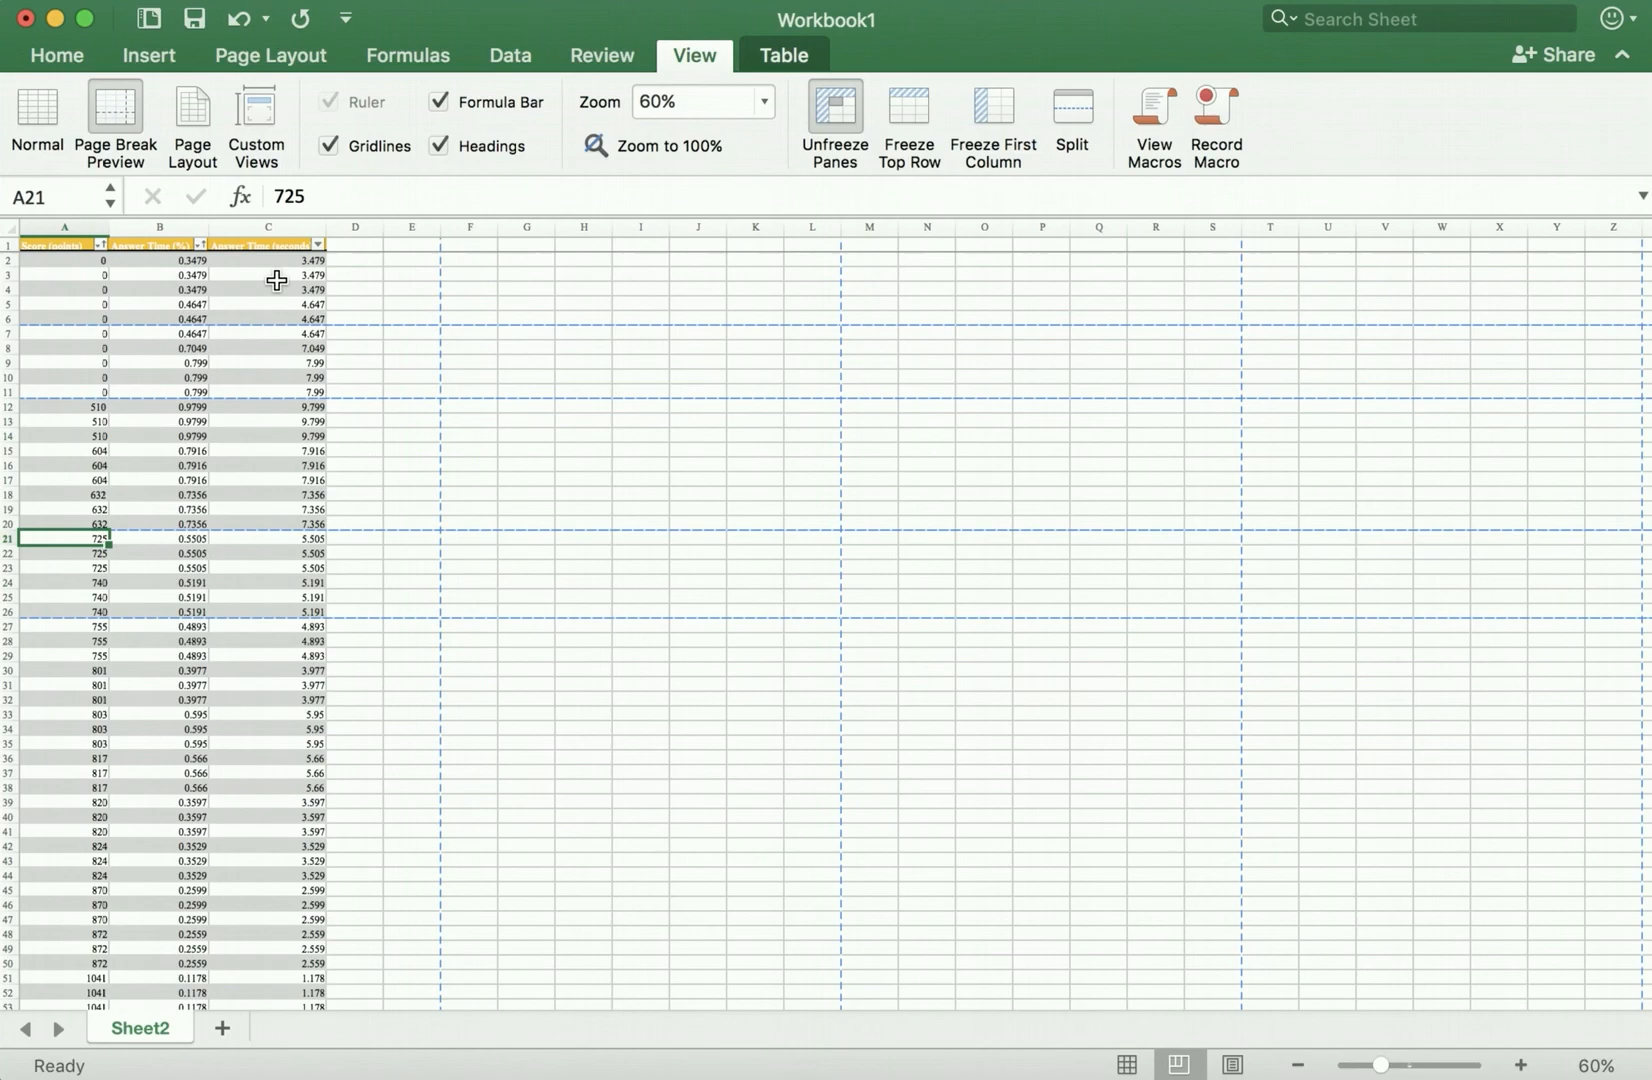 Workbook1
Search Sheet
Home Insert Page Layout Formulas Data Review View Table Share
Ruler Formula Bar Zoom 60%
Gridlines Headings Zoom to 100%
Normal Page Break Preview Page Layout Custom Views Unfreeze Panes Freeze Top Row Freeze First Column Split View Macros Record Macro
A21 fx 725
A B C D E F G H I J K L M N O P Q R S T U V W X Y Z
1 Score (points) Answer Time (%) Answer Time (seconds
2 0 0.3479 3.479
3 0 0.3479 3.479
4 0 0.3479 3.479
5 0 0.4647 4.647
6 0 0.4647 4.647
7 0 0.4647 4.647
8 0 0.7049 7.049
9 0 0.799 7.99
10 0 0.799 7.99
11 0 0.799 7.99
12 510 0.9799 9.799
13 510 0.9799 9.799
14 510 0.9799 9.799
15 604 0.7916 7.916
16 604 0.7916 7.916
17 604 0.7916 7.916
18 632 0.7356 7.356
19 632 0.7356 7.356
20 632 0.7356 7.356
21 725 0.5505 5.505
22 725 0.5505 5.505
23 725 0.5505 5.505
24 740 0.5191 5.191
25 740 0.5191 5.191
26 740 0.5191 5.191
27 755 0.4893 4.893
28 755 0.4893 4.893
29 755 0.4893 4.893
30 801 0.3977 3.977
31 801 0.3977 3.977
32 801 0.3977 3.977
33 803 0.595 5.95
34 803 0.595 5.95
35 803 0.595 5.95
36 817 0.566 5.66
37 817 0.566 5.66
38 817 0.566 5.66
39 820 0.3597 3.597
40 820 0.3597 3.597
41 820 0.3597 3.597
42 824 0.3529 3.529
43 824 0.3529 3.529
44 824 0.3529 3.529
45 870 0.2599 2.599
46 870 0.2599 2.599
47 870 0.2599 2.599
48 872 0.2559 2.559
49 872 0.2559 2.559
50 872 0.2559 2.559
51 1041 0.1178 1.178
52 1041 0.1178 1.178
53 1041 0.1178 1.178
Sheet2
Ready 60%